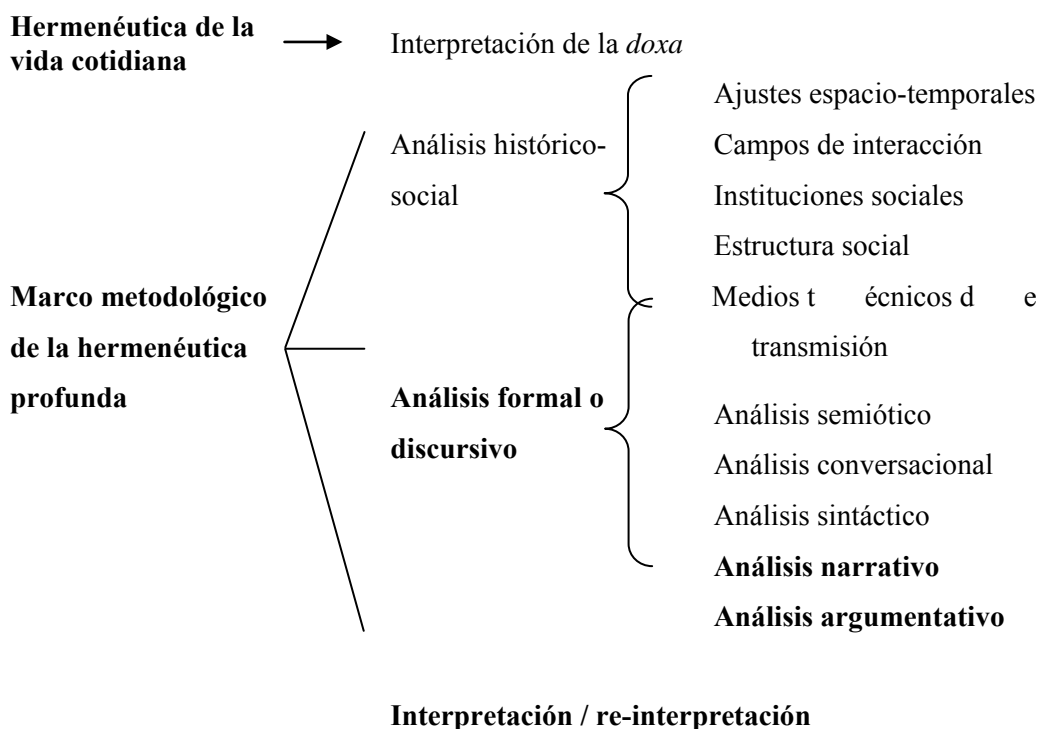 Hermenéutica de la
vida cotidiana
Interpretación de la doxa
Ajustes espacio-temporales
Análisis histórico-
social
Campos de interacción
Instituciones sociales
Estructura social
Marco metodológico
de la hermenéutica
profunda
Medios t écnicos d e
transmisión
Análisis formal o
discursivo
Análisis semiótico
Análisis conversacional
Análisis sintáctico
Análisis narrativo
Análisis argumentativo
Interpretación / re-interpretación